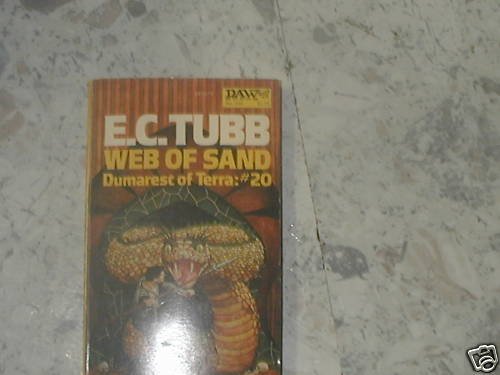 DAW
E.C. TUBB
WEB OF SAND
Dumarest of Terra: #20